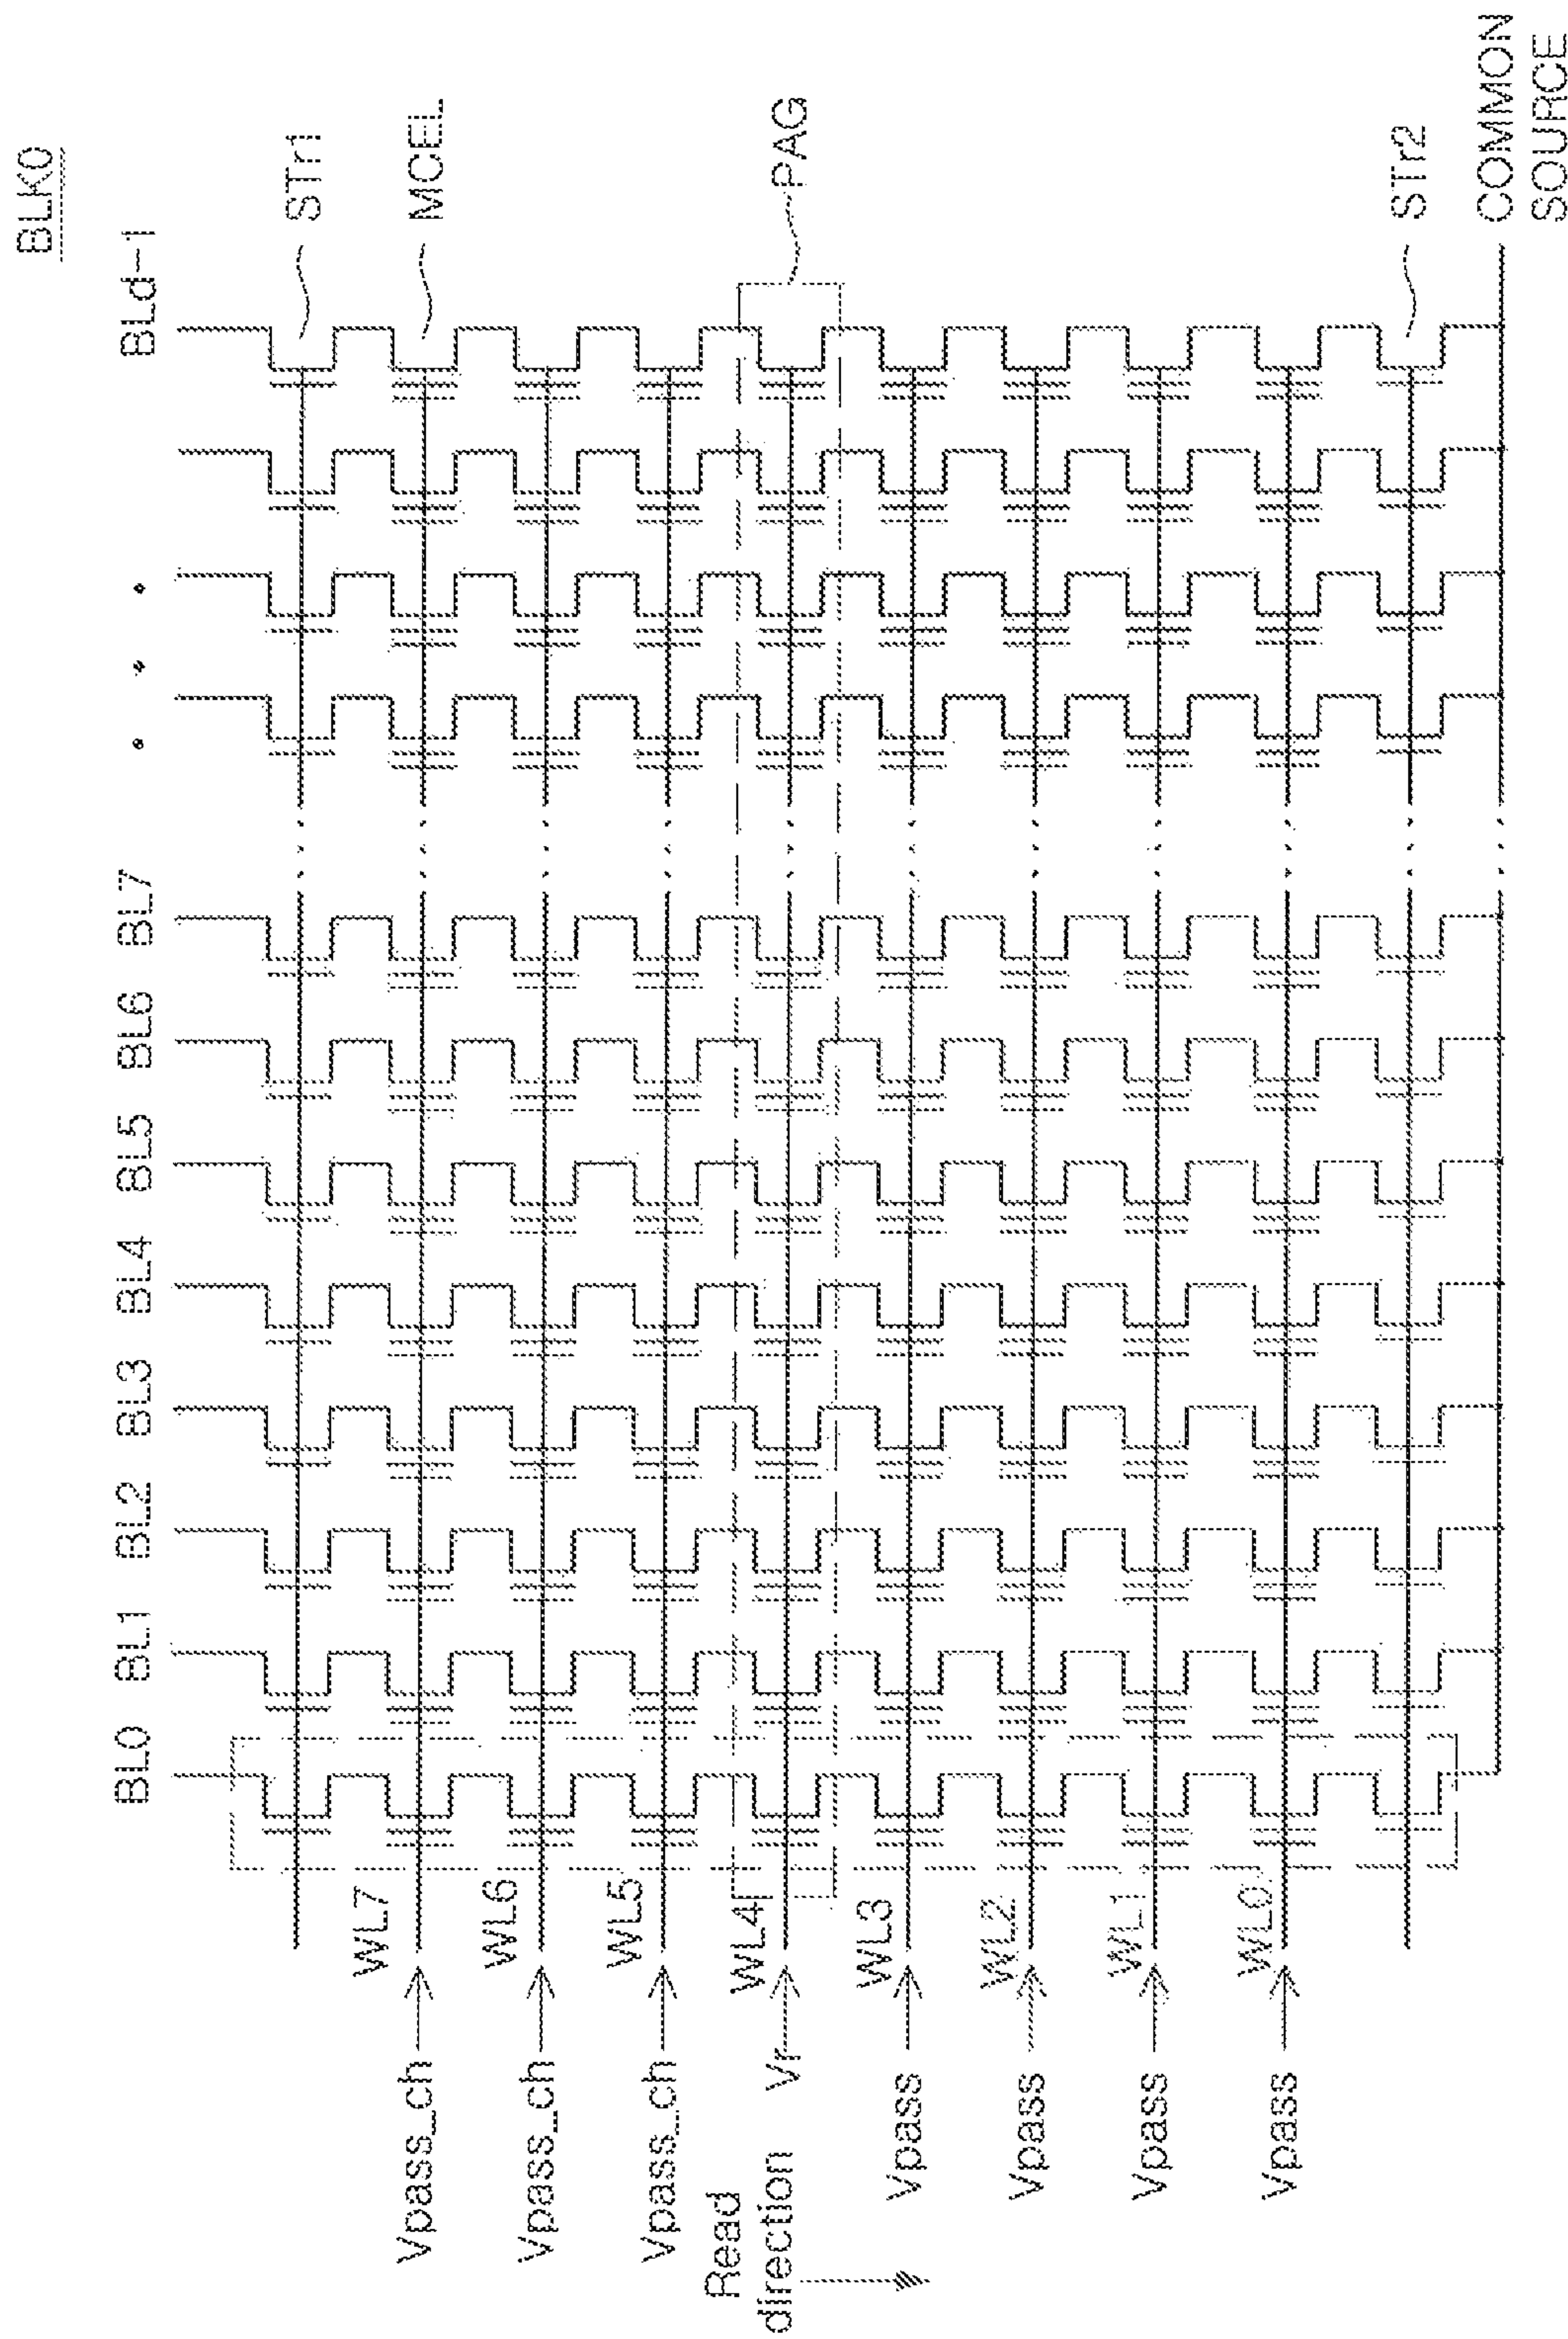 BLK0
BL0 BL1 BL2 BL3 BL4 BL5 BL6 BL7 BLd-1
STr1
Vpass_ch WL7 MCEL
Vpass_ch WL6
Vpass_ch WL5
Read
direction
Vr WL4 PAG
Vpass WL3
Vpass WL2
Vpass WL1
Vpass WL0
STr2
COMMON
SOURCE